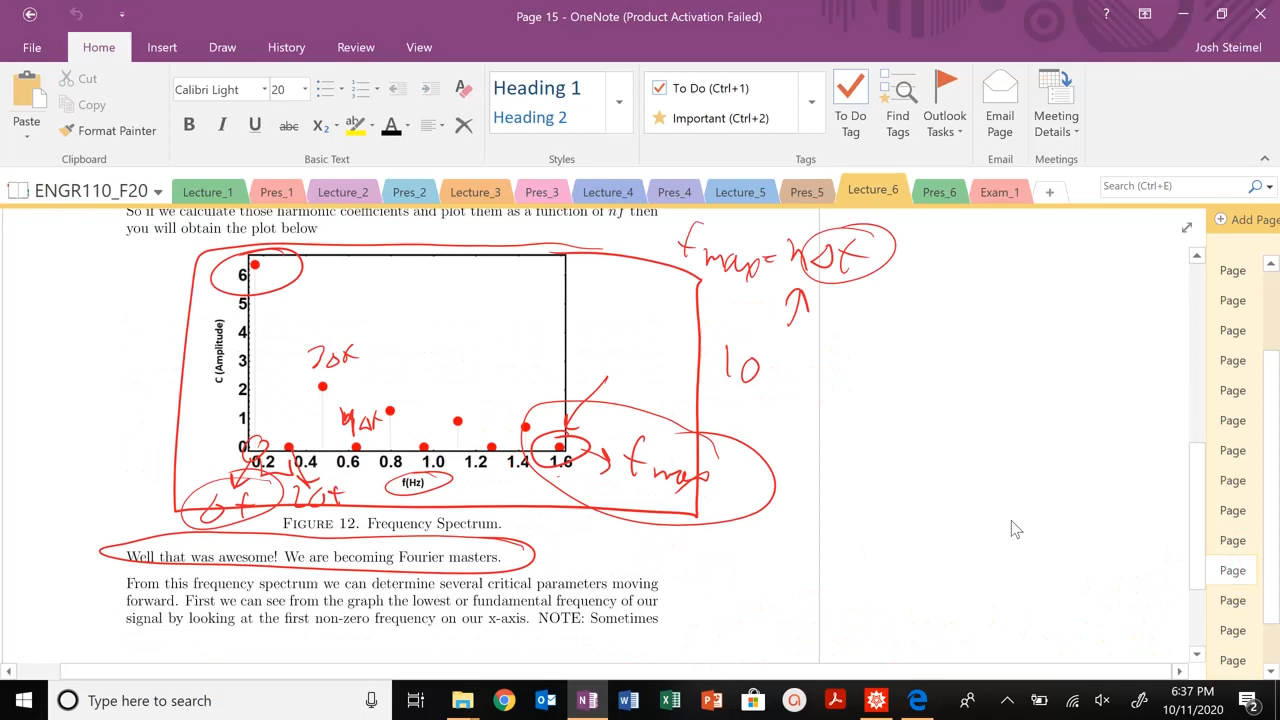 Page 15 - OneNote (Product Activation Failed)
?
File
Home
Insert
Draw
History
Review
View
Josh Steimel
Paste
Cut
Copy
Format Painter
Clipboard
Calibri Light
20
B I U abc X₂ A
Basic Text
Heading 1
Heading 2
Styles
To Do (Ctrl+1)
Important (Ctrl+2)
To Do Tag
Find Tags
Outlook Tasks
Tags
Email Page
Email
Meeting Details
Meetings
ENGR110_F20
Lecture_1
Pres_1
Lecture_2
Pres_2
Lecture_3
Pres_3
Lecture_4
Pres_4
Lecture_5
Pres_5
Lecture_6
Pres_6
Exam_1
Search (Ctrl+E)
Add Page
So if we calculate those harmonic coefficients and plot them as a function of nf then
you will obtain the plot below
6
5
4
3
2
1
0
C (Amplitude)
0.2 0.4 0.6 0.8 1.0 1.2 1.4 1.6
f(Hz)
3Δf
4Δf
2Δf
10
FIGURE 12. Frequency Spectrum.
Well that was awesome! We are becoming Fourier masters.
From this frequency spectrum we can determine several critical parameters moving
forward. First we can see from the graph the lowest or fundamental frequency of our
signal by looking at the first non-zero frequency on our x-axis. NOTE: Sometimes
Page
Page
Page
Page
Page
Page
Page
Page
Page
Page
Page
Page
Page
Page
Type here to search
6:37 PM
10/11/2020
2